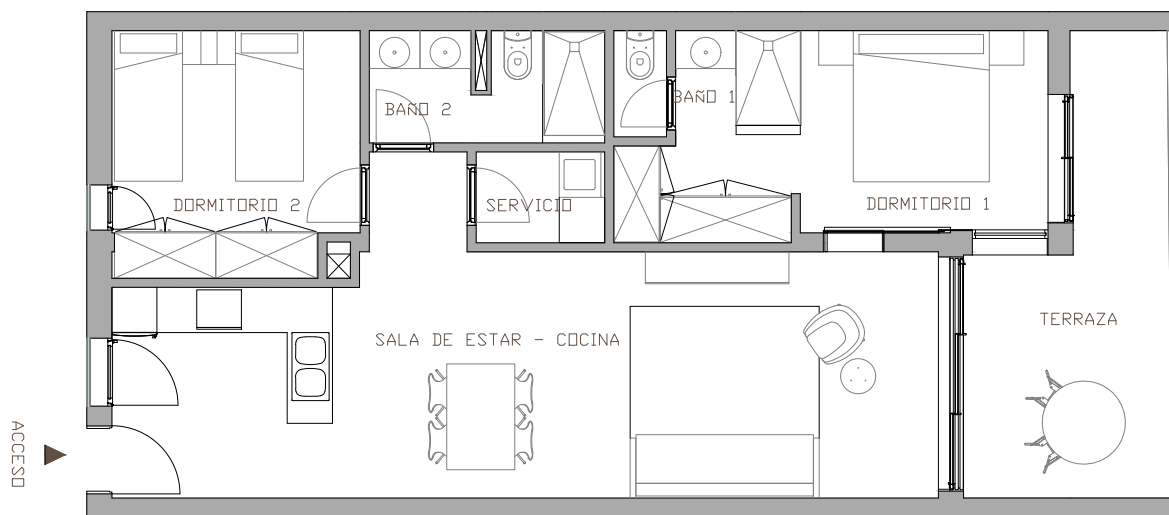 BAÑO 2
BAÑO 1
DORMITORIO 2
SERVICIO
DORMITORIO 1
TERRAZA
SALA DE ESTAR - COCINA
ACCESO